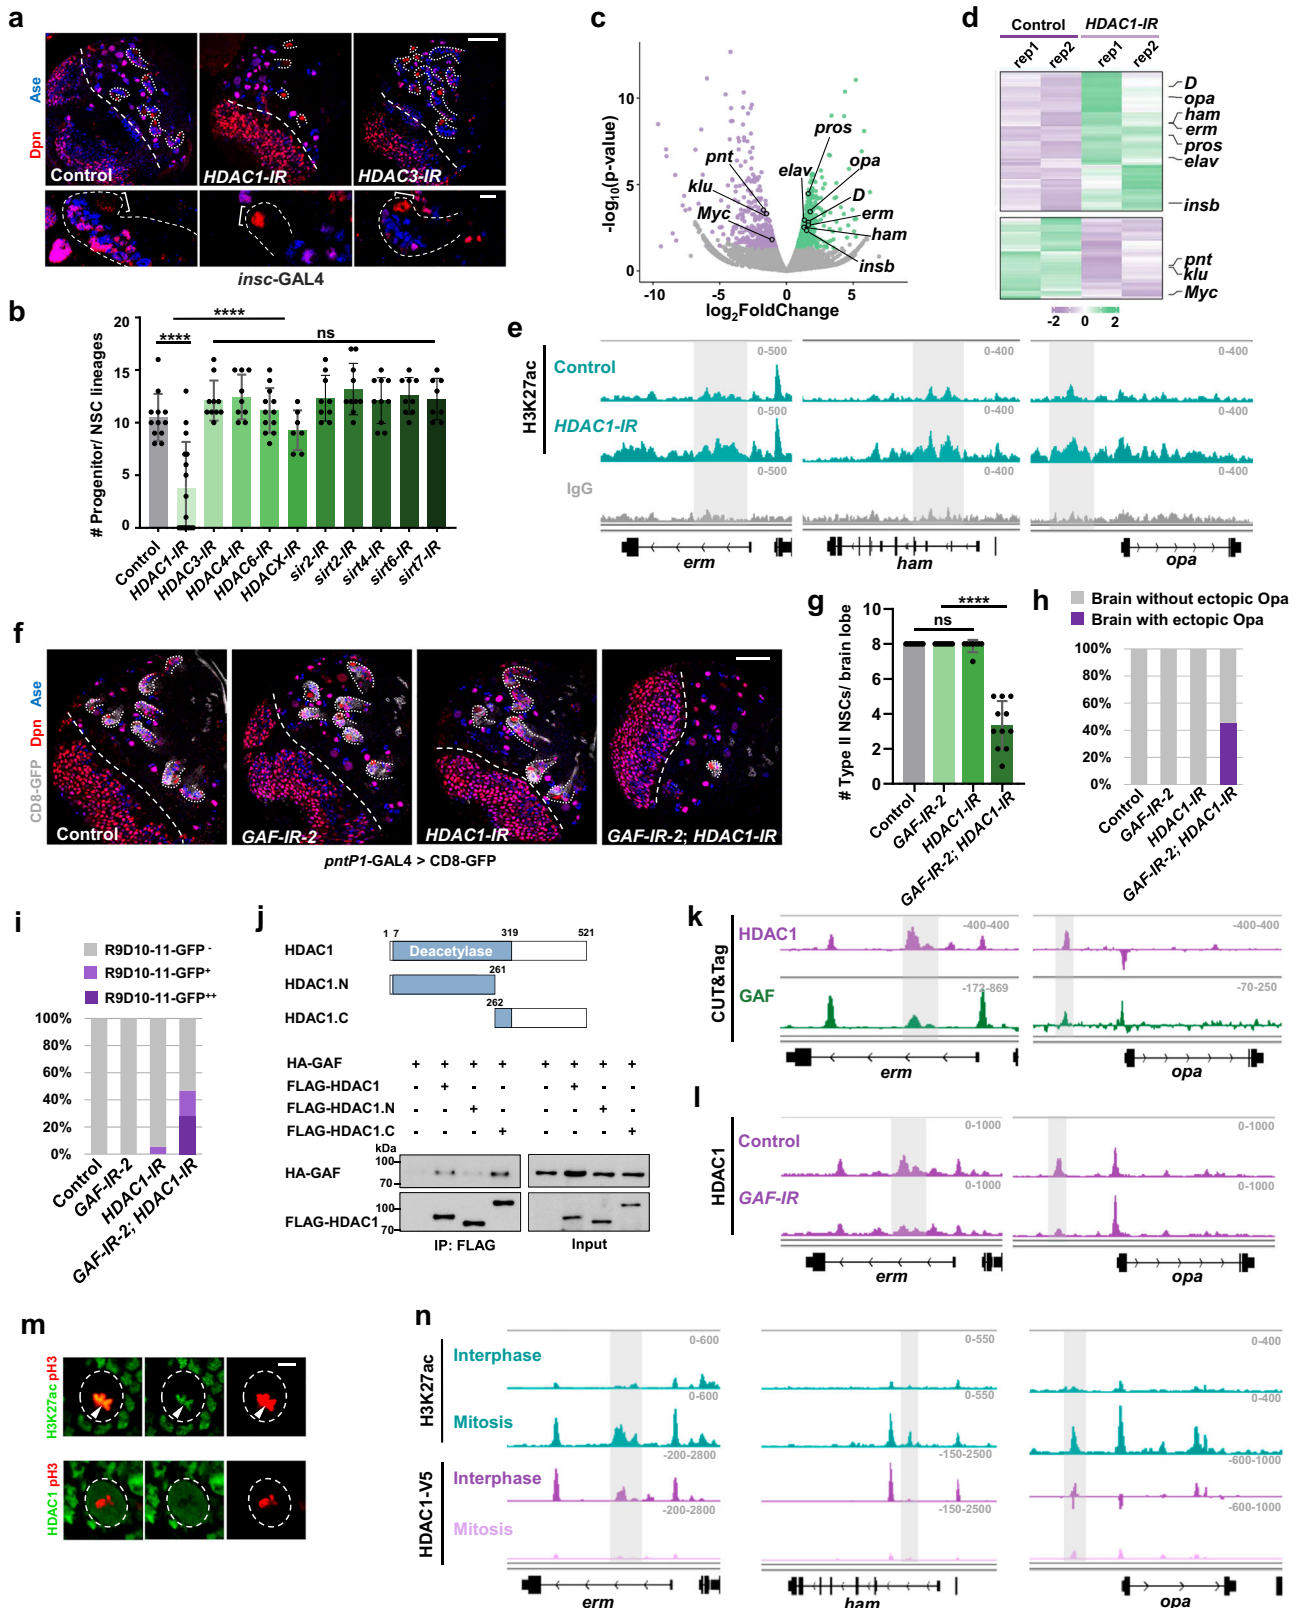 a
Dpn Ase
Control
HDAC1-IR
HDAC3-IR
insc-GAL4
b
# Progenitor/ NSC lineages
20
15
10
5
0
****
****
ns
Control
HDAC1-IR
HDAC3-IR
HDAC4-IR
HDAC6-IR
HDACX-IR
sir2-IR
sirt2-IR
sirt4-IR
sirt6-IR
sirt7-IR
c
-log10(p-value)
10
5
0
-10
-5
0
5
log2FoldChange
pnt
klu
Myc
pros
elav
opa
D
erm
ham
insb
d
Control
HDAC1-IR
rep1
rep2
rep1
rep2
D
opa
ham
erm
pros
elav
insb
pnt
klu
Myc
-2 0 2
e
H3K27ac
Control
HDAC1-IR
IgG
0-500
0-400
0-400
0-500
0-400
0-400
0-500
0-400
0-400
erm
ham
opa
f
CD8-GFP Dpn Ase
Control
GAF-IR-2
HDAC1-IR
GAF-IR-2; HDAC1-IR
pntP1-GAL4 > CD8-GFP
g
# Type II NSCs/ brain lobe
10
8
6
4
2
0
ns
****
Control
GAF-IR-2
HDAC1-IR
GAF-IR-2; HDAC1-IR
h
Brain without ectopic Opa
Brain with ectopic Opa
100%
80%
60%
40%
20%
0%
Control
GAF-IR-2
HDAC1-IR
GAF-IR-2; HDAC1-IR
i
R9D10-11-GFP -
R9D10-11-GFP+
R9D10-11-GFP++
100%
80%
60%
40%
20%
0%
Control
GAF-IR-2
HDAC1-IR
GAF-IR-2; HDAC1-IR
j
1 7 319 521
HDAC1 Deacetylase
261
HDAC1.N
262
HDAC1.C
HA-GAF + + + + + + + +
FLAG-HDAC1 - + - - - + - -
FLAG-HDAC1.N - - + - - - + -
FLAG-HDAC1.C - - - + - - - +
kDa
HA-GAF
100
70
FLAG-HDAC1
100
70
IP: FLAG
Input
k
CUT&Tag
HDAC1
GAF
-400-400
-400-400
-172-869
-70-250
erm
opa
l
HDAC1
Control
GAF-IR
0-1000
0-1000
0-1000
0-1000
erm
opa
m
H3K27ac pH3
HDAC1 pH3
n
H3K27ac
Interphase
Mitosis
HDAC1-V5
Interphase
Mitosis
0-600
0-550
0-400
0-600
0-550
0-400
-200-2800
-150-2500
-600-1000
-200-2800
-150-2500
-600-1000
erm
ham
opa